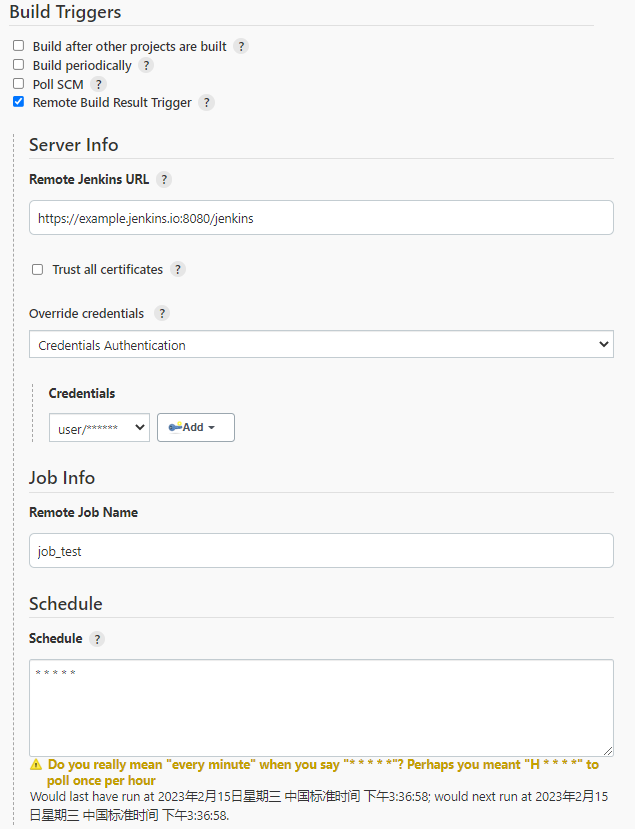 Build Triggers
Build after other projects are built ?
Build periodically ?
Poll SCM ?
Remote Build Result Trigger ?
Server Info
Remote Jenkins URL ?
https://example.jenkins.io:8080/jenkins
Trust all certificates ?
Override credentials ?
Credentials Authentication
Credentials
user/******
Add
Job Info
Remote Job Name
job_test
Schedule
Schedule ?
* * * * *
Do you really mean "every minute" when you say "* * * * *"? Perhaps you meant "H * * * *" to
poll once per hour
Would last have run at 2023年2月15日星期三 中国标准时间 下午3:36:58; would next run at 2023年2月15
日星期三 中国标准时间 下午3:36:58.